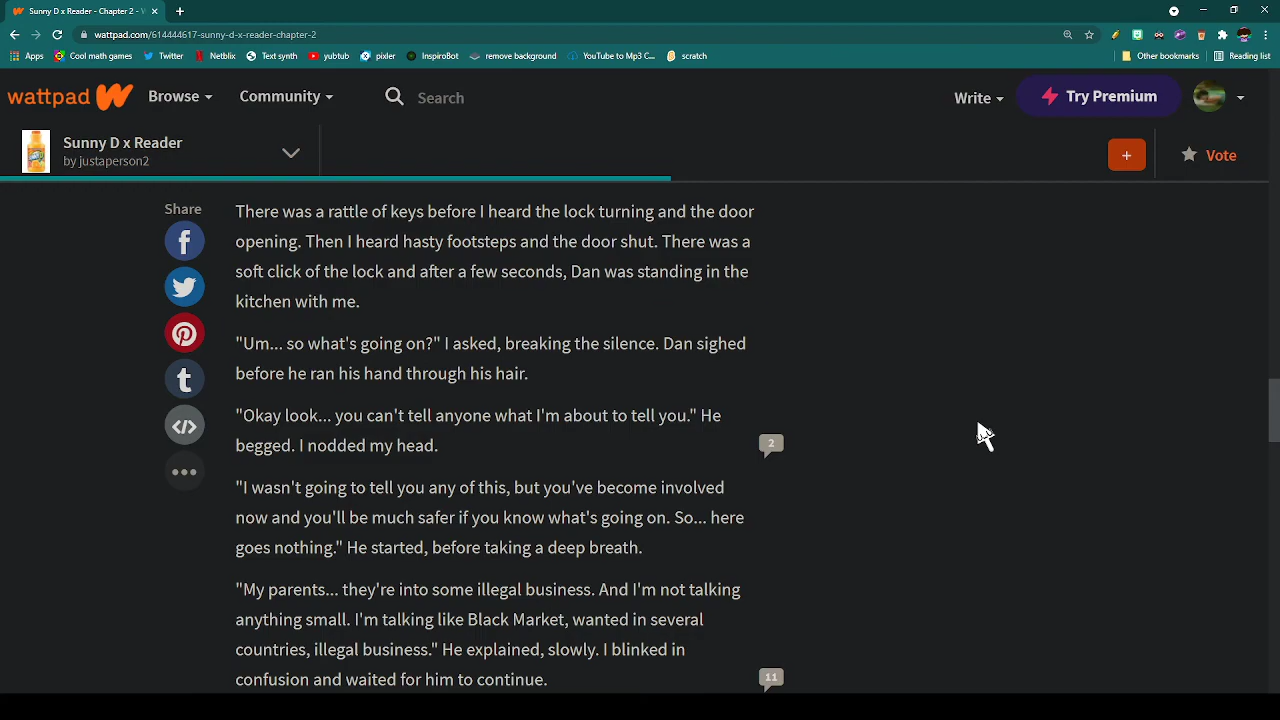 Sunny D x Reader - Chapter 2 -
wattpad.com/614444617-sunny-d-x-reader-chapter-2
Apps Cool math games Twitter Netblix Text synth yubtub pixler InspiroBot remove background YouTube to Mp3 C... scratch Other bookmarks Reading list
wattpad Browse Community Search Write Try Premium
Sunny D x Reader
by justaperson2
+ Vote
Share
There was a rattle of keys before I heard the lock turning and the door
opening. Then I heard hasty footsteps and the door shut. There was a
soft click of the lock and after a few seconds, Dan was standing in the
kitchen with me.
"Um... so what's going on?" I asked, breaking the silence. Dan sighed
before he ran his hand through his hair.
"Okay look... you can't tell anyone what I'm about to tell you." He
begged. I nodded my head.
2
"I wasn't going to tell you any of this, but you've become involved
now and you'll be much safer if you know what's going on. So... here
goes nothing." He started, before taking a deep breath.
"My parents... they're into some illegal business. And I'm not talking
anything small. I'm talking like Black Market, wanted in several
countries, illegal business." He explained, slowly. I blinked in
confusion and waited for him to continue.
11